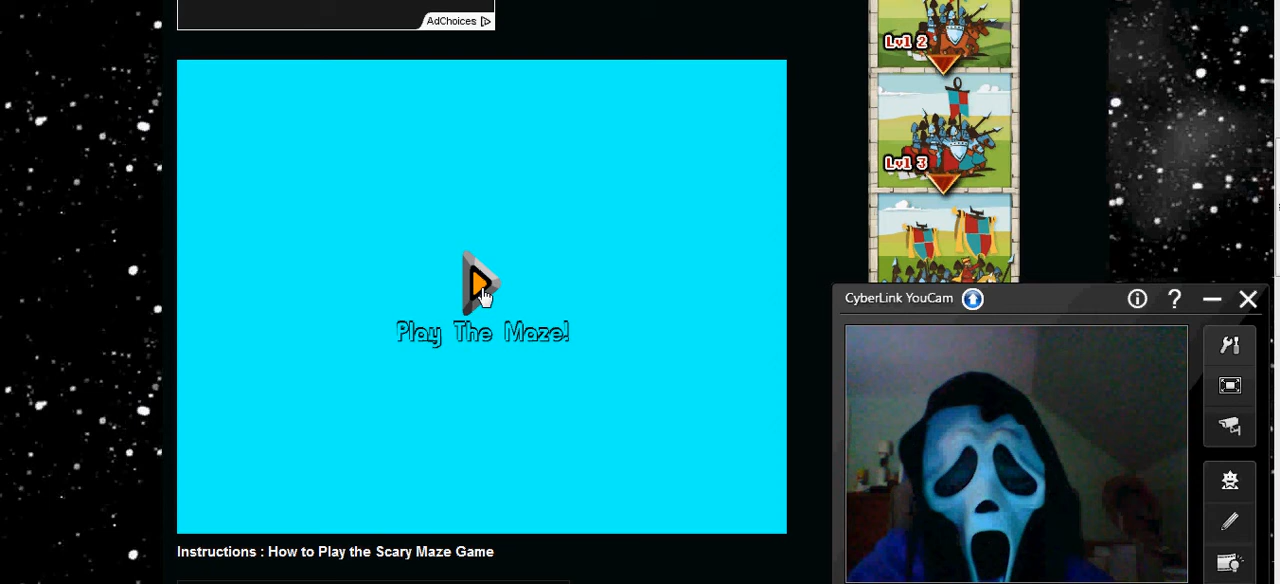 AdChoices
Lvl 2
Lvl 3
CyberLink YouCam
Play The Maze!
Instructions : How to Play the Scary Maze Game